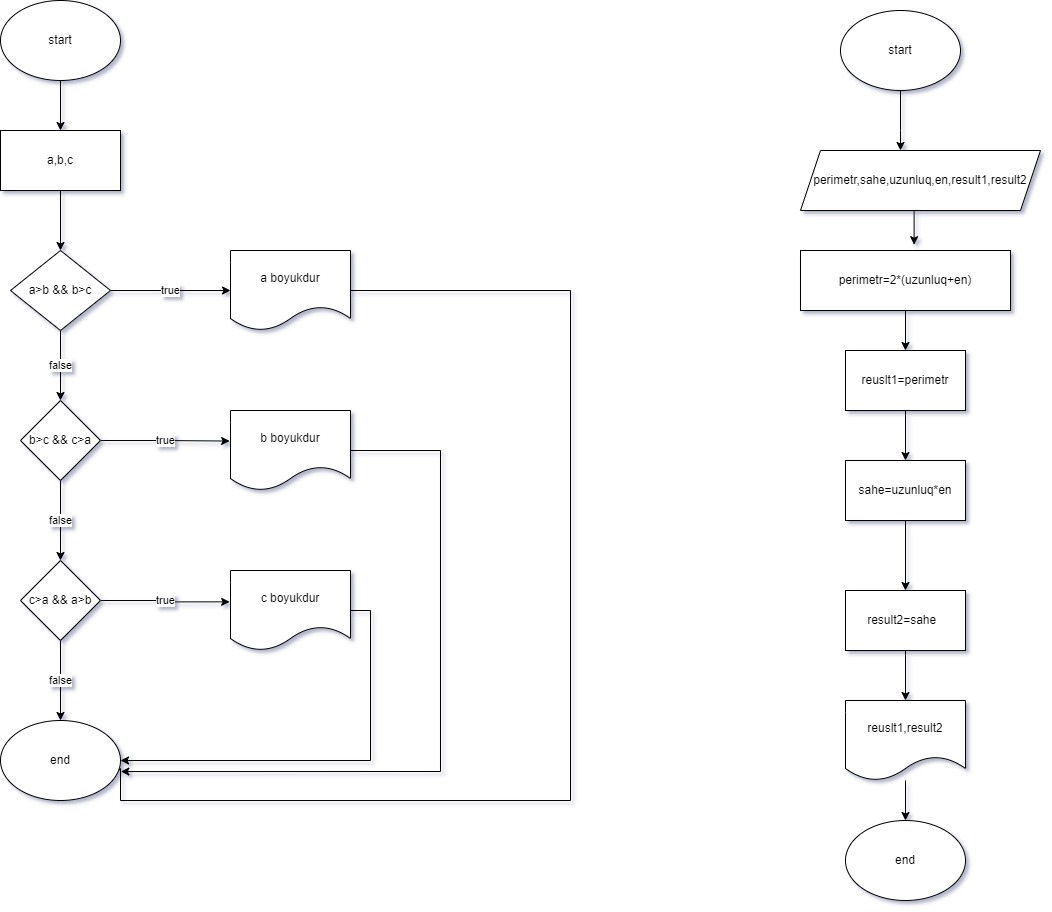 start
a,b,c
a>b && b>c
true
a boyukdur
false
b>c && c>a
true
b boyukdur
false
c>a && a>b
true
c boyukdur
false
end
start
perimetr,sahe,uzunluq,en,result1,result2
perimetr=2*(uzunluq+en)
reuslt1=perimetr
sahe=uzunluq*en
result2=sahe
reuslt1,result2
end